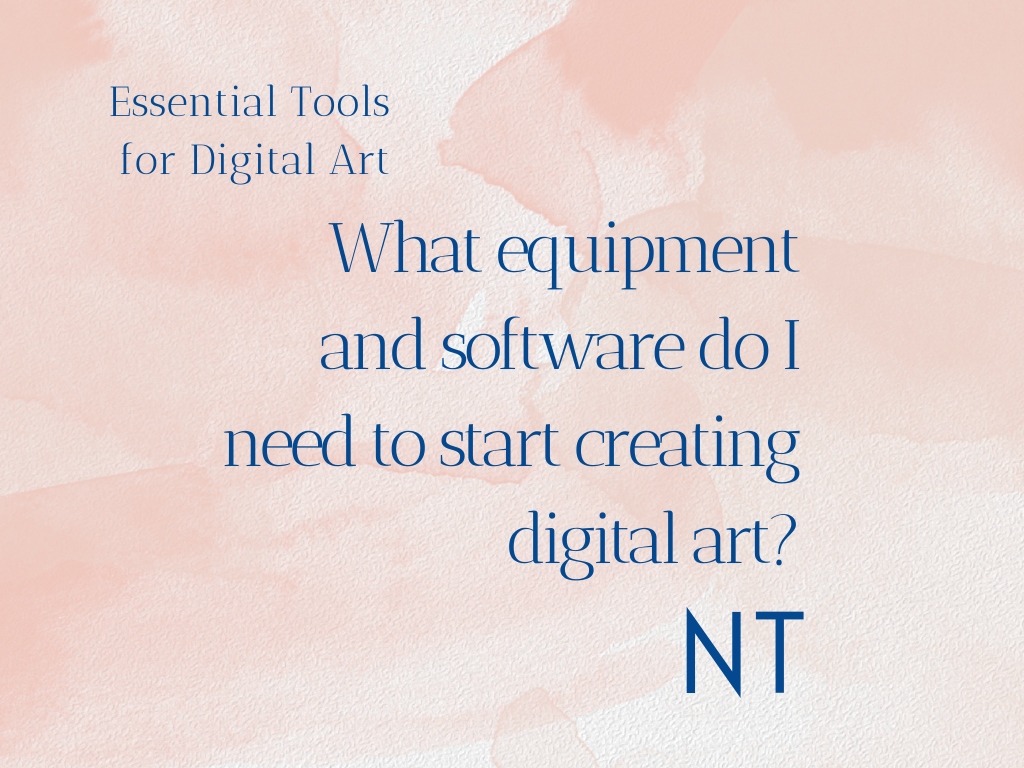 Essential Tools
for Digital Art
What equipment
and software do I
need to start creating
digital art?
NT